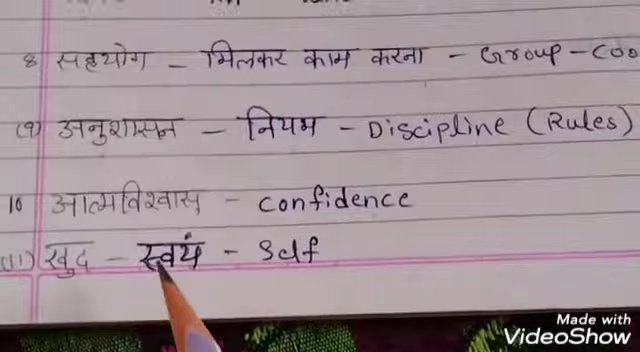 8 सहयोग - मिलकर काम करना - Group - Coo
(9) अनुशासन - नियम - Discipline (Rules)
10 आत्मविश्वास - Confidence
(11) खुद - स्वयं - Self
Made with
VideoShow